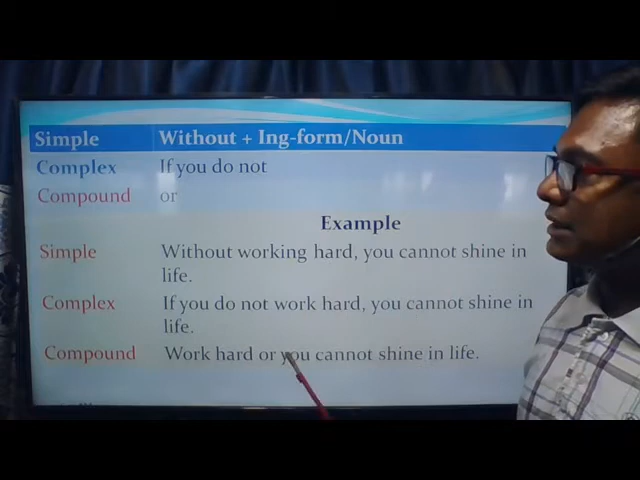 Simple Without + Ing-form/Noun
Complex If you do not
Compound or
Example
Simple Without working hard, you cannot shine in
life.
Complex If you do not work hard, you cannot shine in
life.
Compound Work hard or you cannot shine in life.